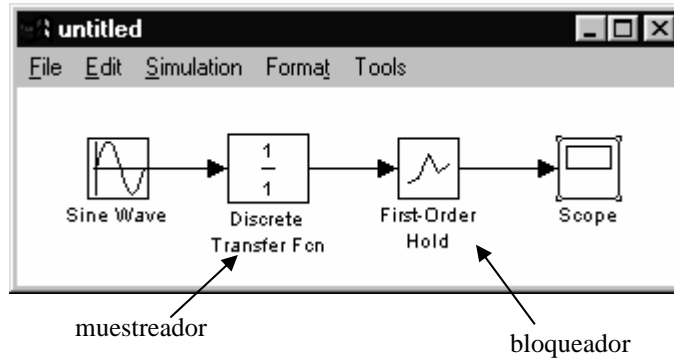 untitled
File Edit Simulation Format Tools
1
1
Sine Wave
Discrete
Transfer Fcn
First-Order
Hold
Scope
muestreador
bloqueador